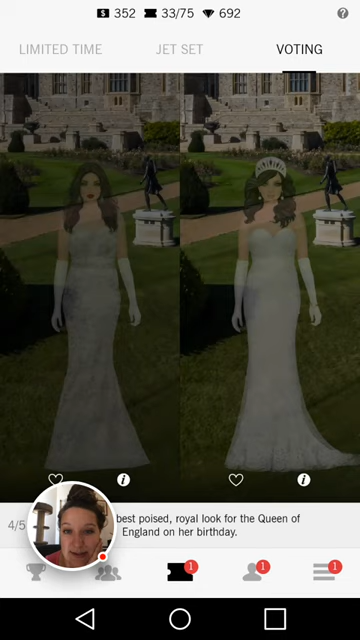 352 33/75 692
LIMITED TIME JET SET VOTING
4/5 best poised, royal look for the Queen of
England on her birthday.
1 1 1